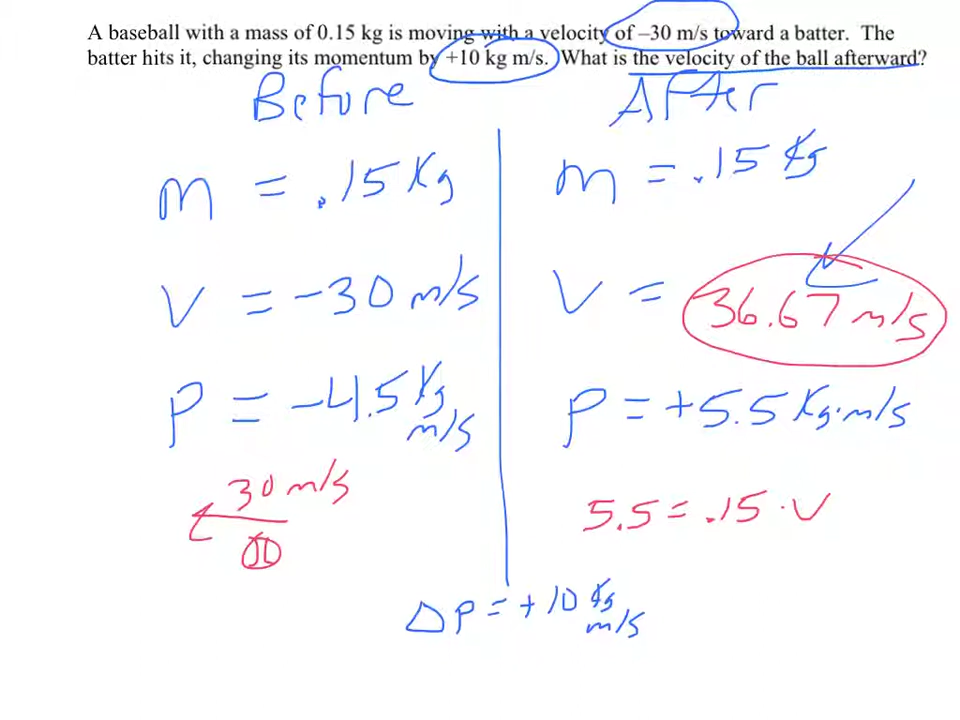 A baseball with a mass of 0.15 kg is moving with a velocity of –30 m/s toward a batter. The
batter hits it, changing its momentum by +10 kg m/s. What is the velocity of the ball afterward?
Before
After
m = .15 Kg
m = .15 Kg
V = -30 m/s
V = 36.67 m/s
P = -4.5 Kg m/s
P = +5.5 Kg·m/s
30 m/s
5.5 = .15 · V
ΔP = +10 Kg m/s